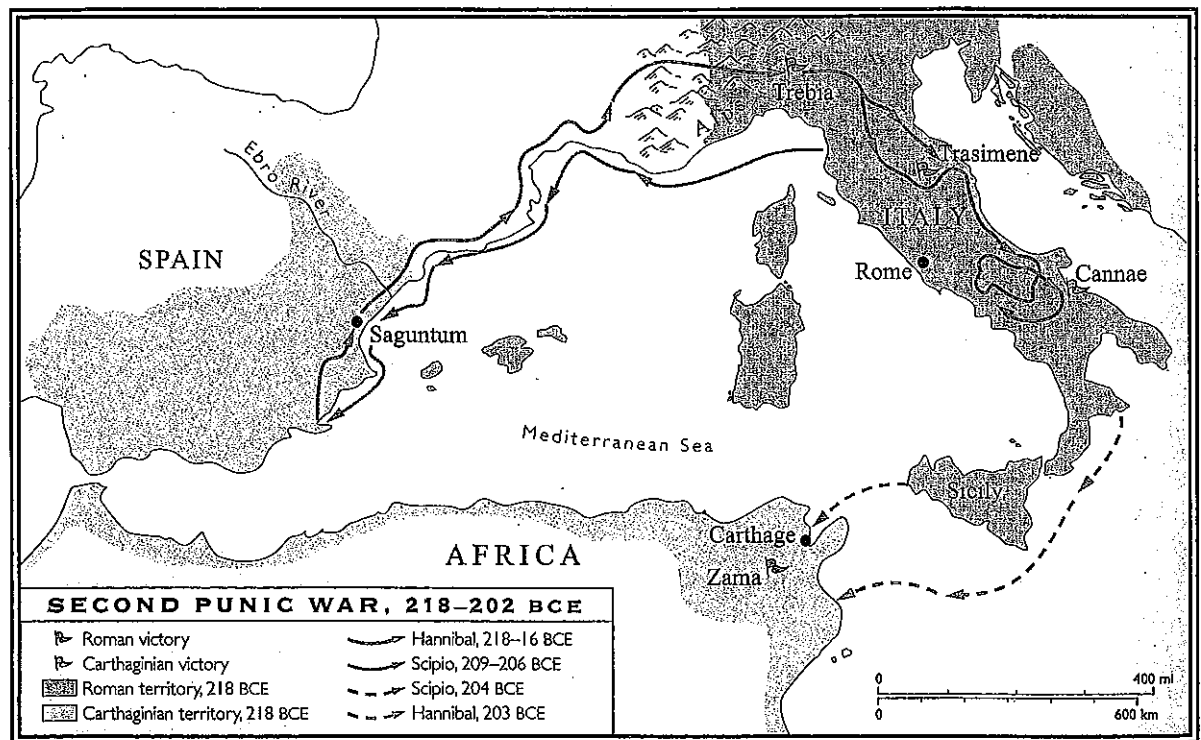 Trebia
A
Trasimene
Ebro River
ITALY
SPAIN
Rome
Cannae
Saguntum
Mediterranean Sea
Sicily
Carthage
AFRICA
Zama
SECOND PUNIC WAR, 218–202 BCE
Roman victory
Carthaginian victory
Roman territory, 218 BCE
Carthaginian territory, 218 BCE
Hannibal, 218–16 BCE
Scipio, 209–206 BCE
Scipio, 204 BCE
Hannibal, 203 BCE
0 400 mi
0 600 km